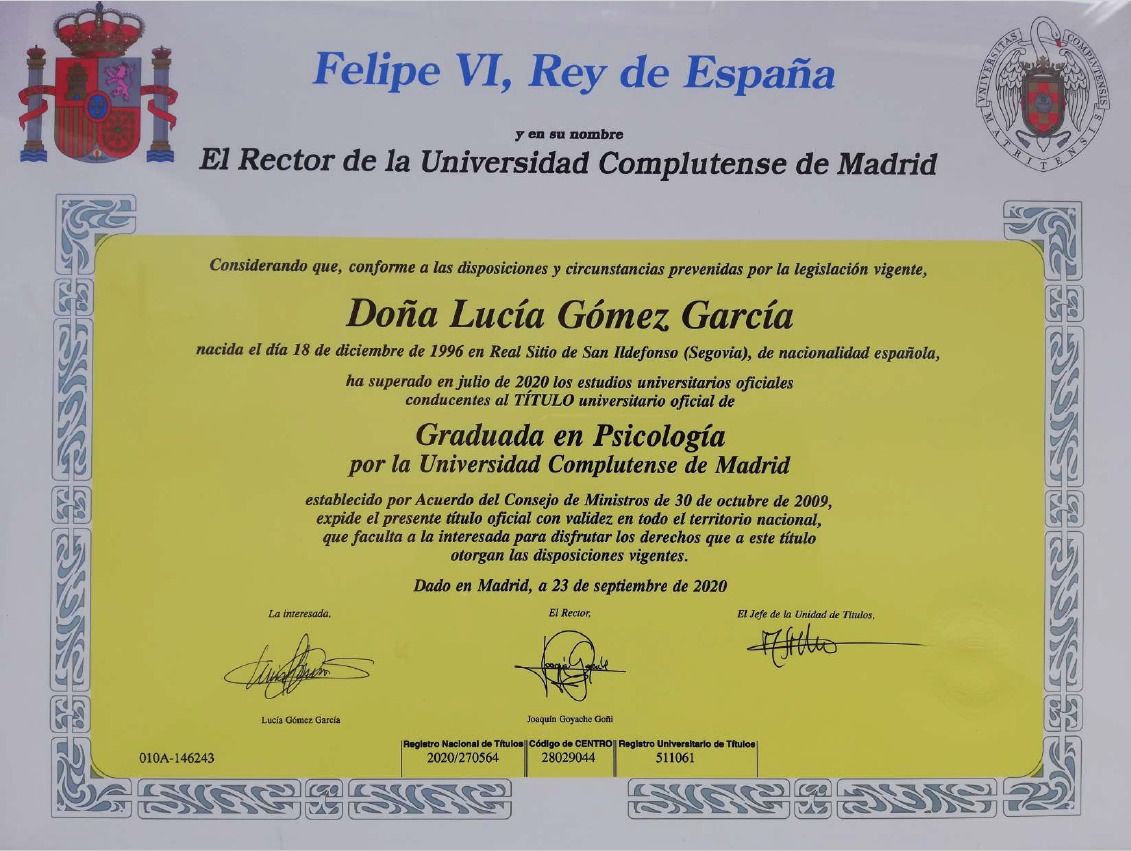 Felipe VI, Rey de España
VNIVERSITAS COMPLVTENSIS MATRITENSIS
y en su nombre
El Rector de la Universidad Complutense de Madrid
Considerando que, conforme a las disposiciones y circunstancias prevenidas por la legislación vigente,
Doña Lucía Gómez García
nacida el día 18 de diciembre de 1996 en Real Sitio de San Ildefonso (Segovia), de nacionalidad española,
ha superado en julio de 2020 los estudios universitarios oficiales
conducentes al TÍTULO universitario oficial de
Graduada en Psicología
por la Universidad Complutense de Madrid
establecido por Acuerdo del Consejo de Ministros de 30 de octubre de 2009,
expide el presente título oficial con validez en todo el territorio nacional,
que faculta a la interesada para disfrutar los derechos que a este título
otorgan las disposiciones vigentes.
Dado en Madrid, a 23 de septiembre de 2020
La interesada,
El Rector,
El Jefe de la Unidad de Títulos,
Lucía Gómez García
Joaquín Goyache Goñi
Registro Nacional de Títulos Código de CENTRO Registro Universitario de Títulos
010A-146243 2020/270564 28029044 511061